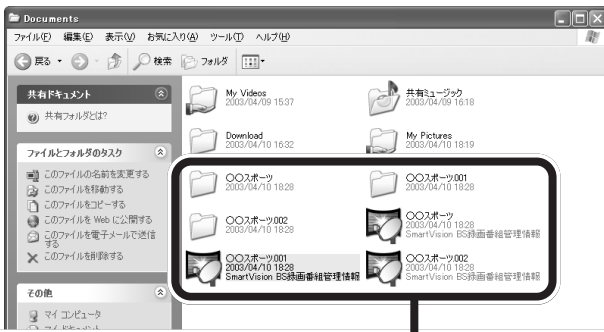 Documents
ファイル(F) 編集(E) 表示(V) お気に入り(A) ツール(T) ヘルプ(H)
戻る 検索 フォルダ
共有ドキュメント
共有フォルダとは?
ファイルとフォルダのタスク
このファイルの名前を変更する
このファイルを移動する
このファイルをコピーする
このファイルを Web に公開する
このファイルを電子メールで送信
する
このファイルを削除する
その他
マイ コンピュータ
マイ ドキュメント
My Videos
2003/04/09 15:37
共有ミュージック
2003/04/09 16:18
Download
2003/04/10 16:32
My Pictures
2003/04/10 18:19
○○スポーツ
2003/04/10 18:28
○○スポーツ.001
2003/04/10 18:28
○○スポーツ.002
2003/04/10 18:28
○○スポーツ
2003/04/10 18:28
SmartVision BS録画番組管理情報
○○スポーツ.001
2003/04/10 18:28
SmartVision BS録画番組管理情報
○○スポーツ.002
2003/04/10 18:28
SmartVision BS録画番組管理情報